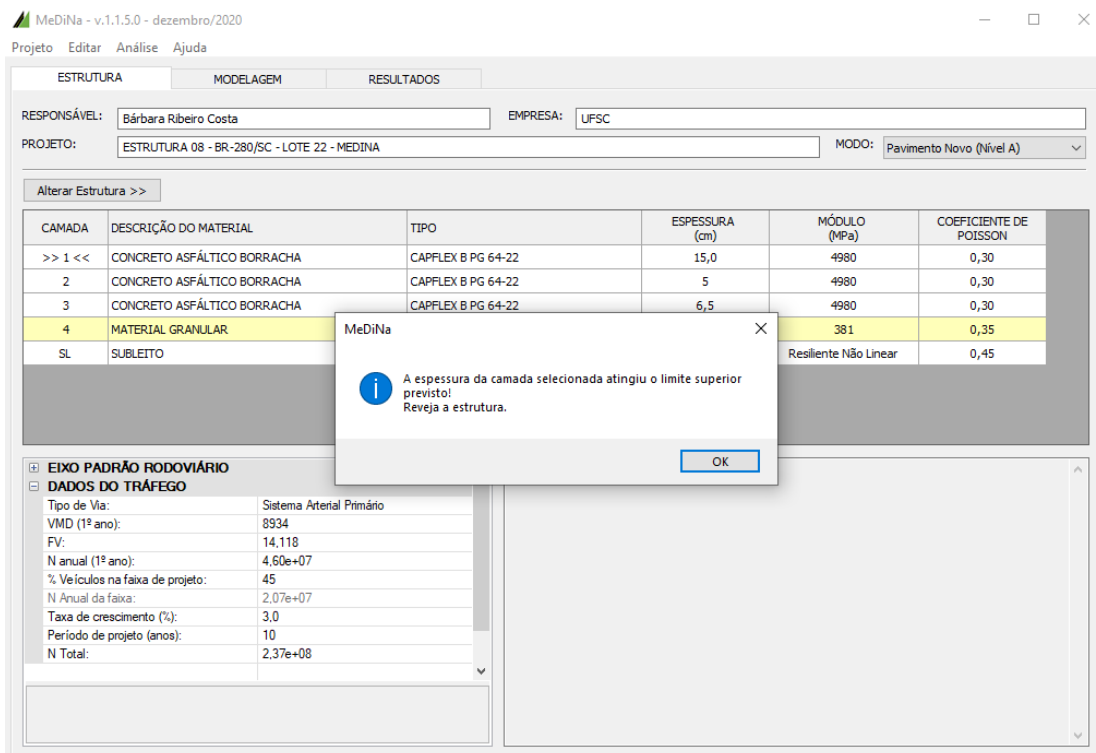 MeDiNa - v.1.1.5.0 - dezembro/2020
Projeto Editar Análise Ajuda
ESTRUTURA MODELAGEM RESULTADOS
RESPONSÁVEL: Bárbara Ribeiro Costa EMPRESA: UFSC
PROJETO: ESTRUTURA 08 - BR-280/SC - LOTE 22 - MEDINA MODO: Pavimento Novo (Nível A)
Alterar Estrutura >>
CAMADA DESCRIÇÃO DO MATERIAL TIPO ESPESSURA (cm) MÓDULO (MPa) COEFICIENTE DE POISSON
>> 1 << CONCRETO ASFÁLTICO BORRACHA CAPFLEX B PG 64-22 15,0 4980 0,30
2 CONCRETO ASFÁLTICO BORRACHA CAPFLEX B PG 64-22 5 4980 0,30
3 CONCRETO ASFÁLTICO BORRACHA CAPFLEX B PG 64-22 6,5 4980 0,30
4 MATERIAL GRANULAR 381 0,35
SL SUBLEITO Resiliente Não Linear 0,45
MeDiNa
A espessura da camada selecionada atingiu o limite superior
previsto!
Reveja a estrutura.
OK
EIXO PADRÃO RODOVIÁRIO
DADOS DO TRÁFEGO
Tipo de Via: Sistema Arterial Primário
VMD (1º ano): 8934
FV: 14,118
N anual (1º ano): 4,60e+07
% Veículos na faixa de projeto: 45
N Anual da faixa: 2,07e+07
Taxa de crescimento (%): 3,0
Período de projeto (anos): 10
N Total: 2,37e+08